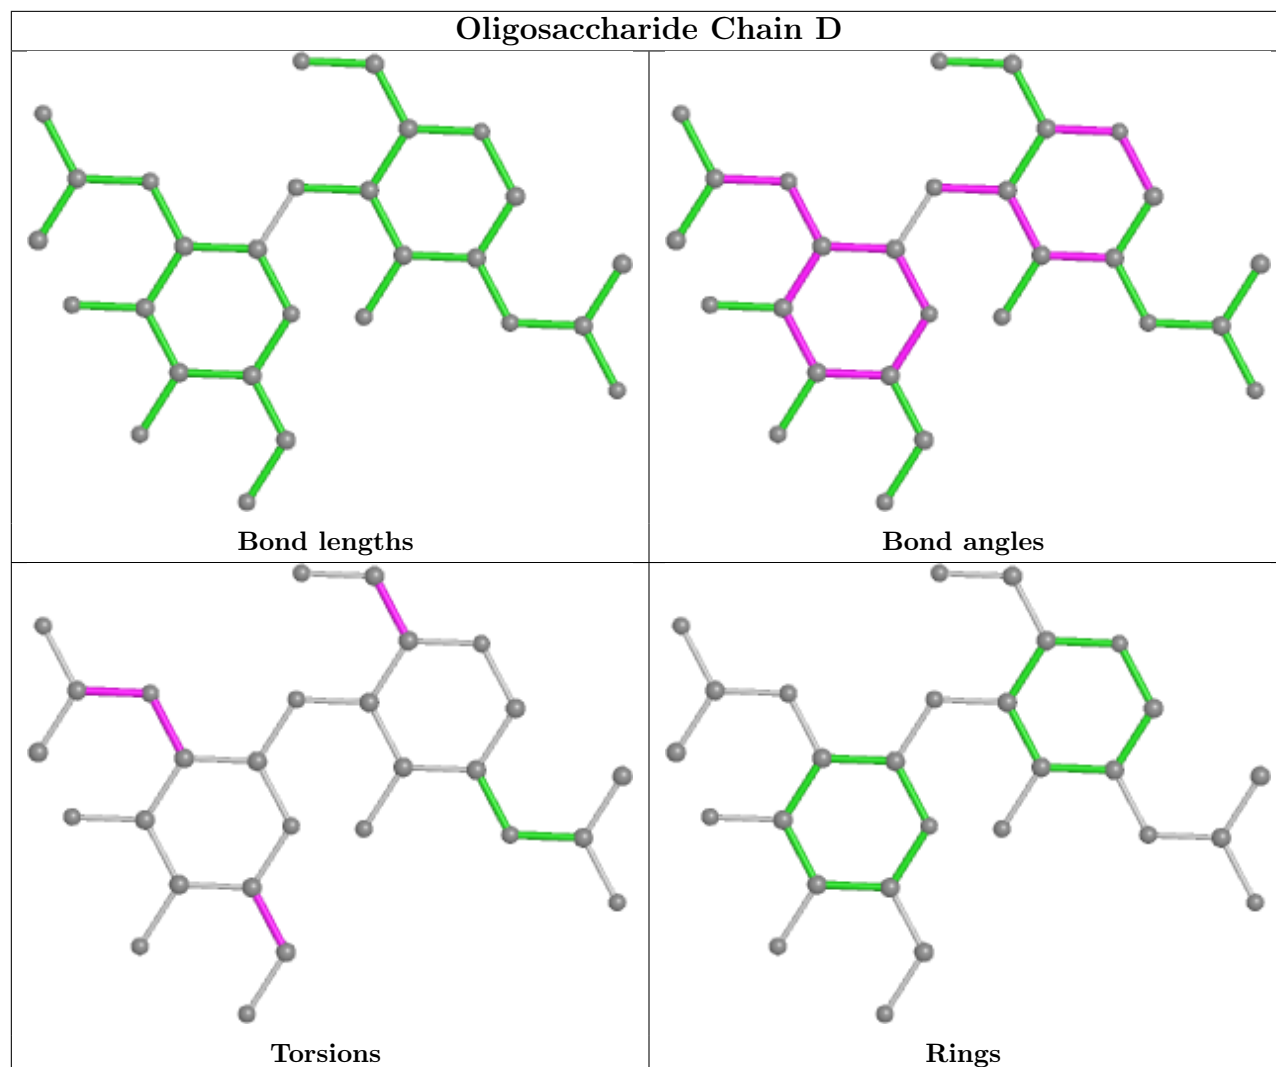 Oligosaccharide Chain D
Bond lengths
Bond angles
Torsions
Rings